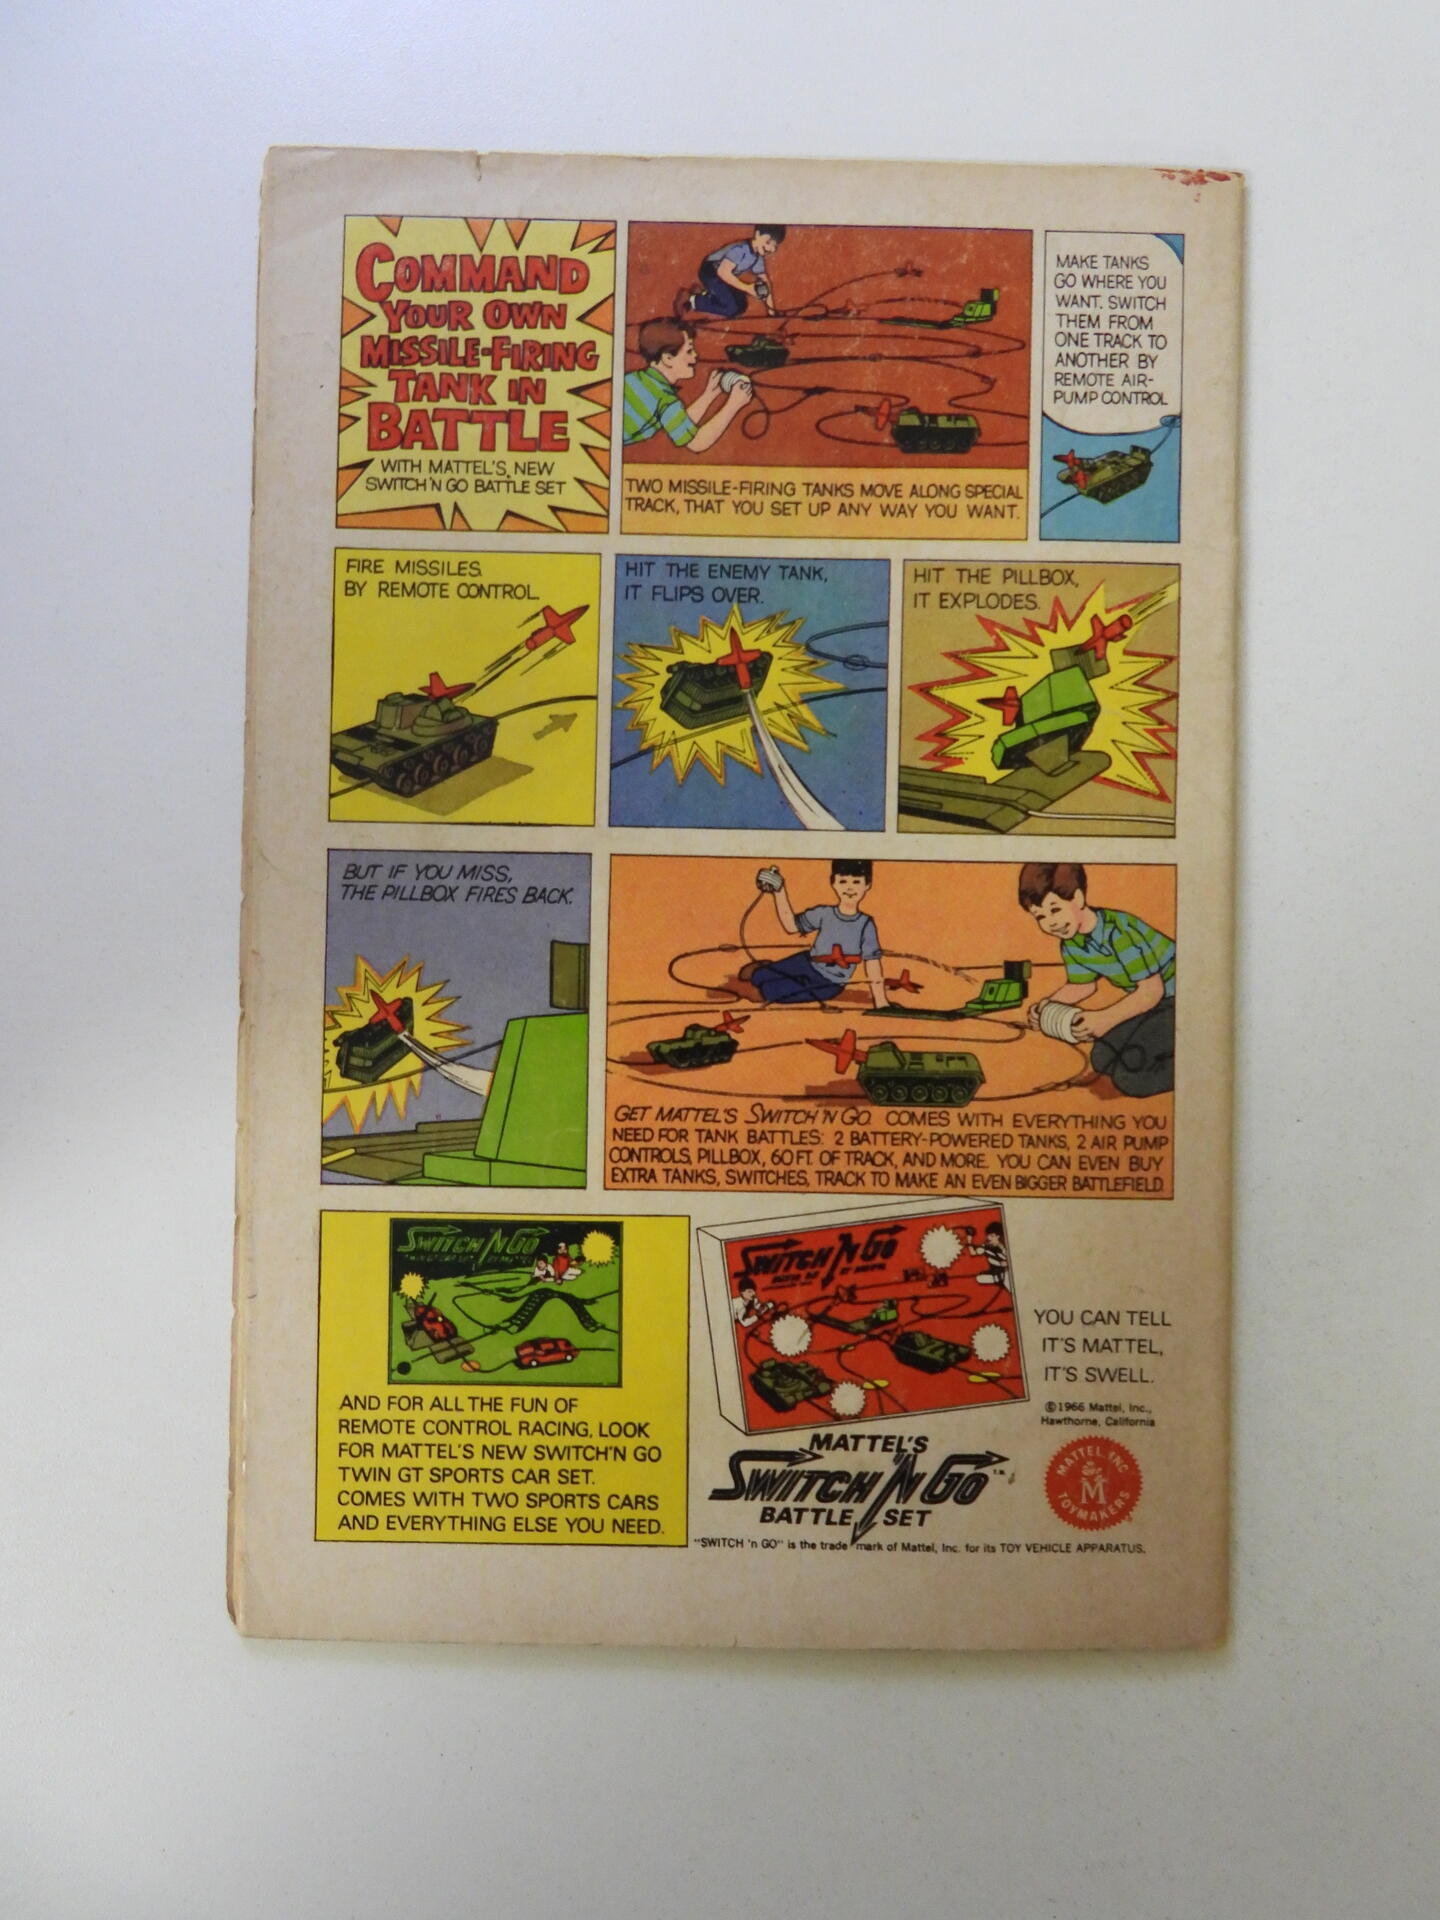 COMMAND
YOUR OWN
MISSILE-FIRING
TANK IN
BATTLE
WITH MATTEL'S NEW
SWITCH 'N GO BATTLE SET
TWO MISSILE-FIRING TANKS MOVE ALONG SPECIAL
TRACK, THAT YOU SET UP ANY WAY YOU WANT.
MAKE TANKS
GO WHERE YOU
WANT. SWITCH
THEM FROM
ONE TRACK TO
ANOTHER BY
REMOTE AIR-
PUMP CONTROL
FIRE MISSILES
BY REMOTE CONTROL.
HIT THE ENEMY TANK,
IT FLIPS OVER.
HIT THE PILLBOX,
IT EXPLODES.
BUT IF YOU MISS,
THE PILLBOX FIRES BACK.
GET MATTEL'S SWITCH 'N GO. COMES WITH EVERYTHING YOU
NEED FOR TANK BATTLES: 2 BATTERY-POWERED TANKS, 2 AIR PUMP
CONTROLS, PILLBOX, 60 FT. OF TRACK, AND MORE. YOU CAN EVEN BUY
EXTRA TANKS, SWITCHES, TRACK TO MAKE AN EVEN BIGGER BATTLEFIELD.
SWITCH 'N GO
AND FOR ALL THE FUN OF
REMOTE CONTROL RACING, LOOK
FOR MATTEL'S NEW SWITCH 'N GO
TWIN GT SPORTS CAR SET.
COMES WITH TWO SPORTS CARS
AND EVERYTHING ELSE YOU NEED.
SWITCH 'N GO
YOU CAN TELL
IT'S MATTEL,
IT'S SWELL.
©1966 Mattel, Inc.,
Hawthorne, California
MATTEL'S
SWITCH 'N GO
BATTLE SET
MATTEL INC
M
TOYMAKERS
"SWITCH 'n GO" is the trade mark of Mattel, Inc. for its TOY VEHICLE APPARATUS.